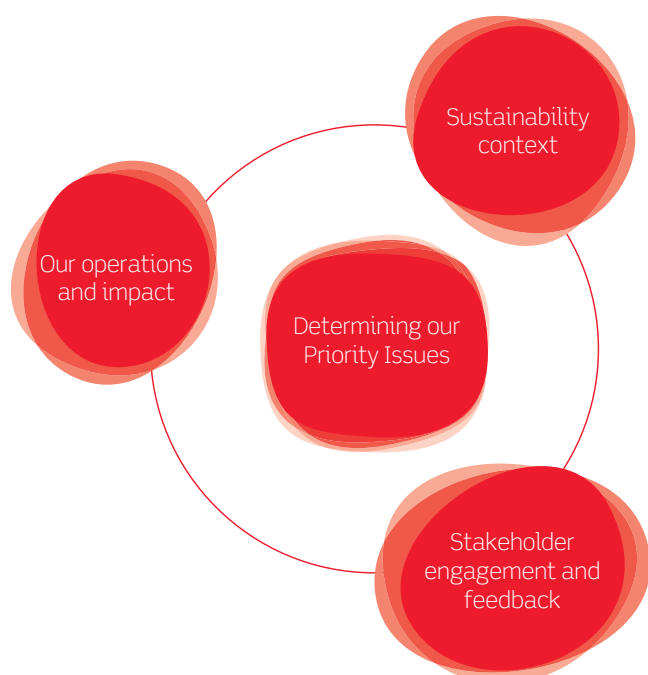 Sustainability
context
Our operations
and impact
Determining our
Priority Issues
Stakeholder
engagement and
feedback